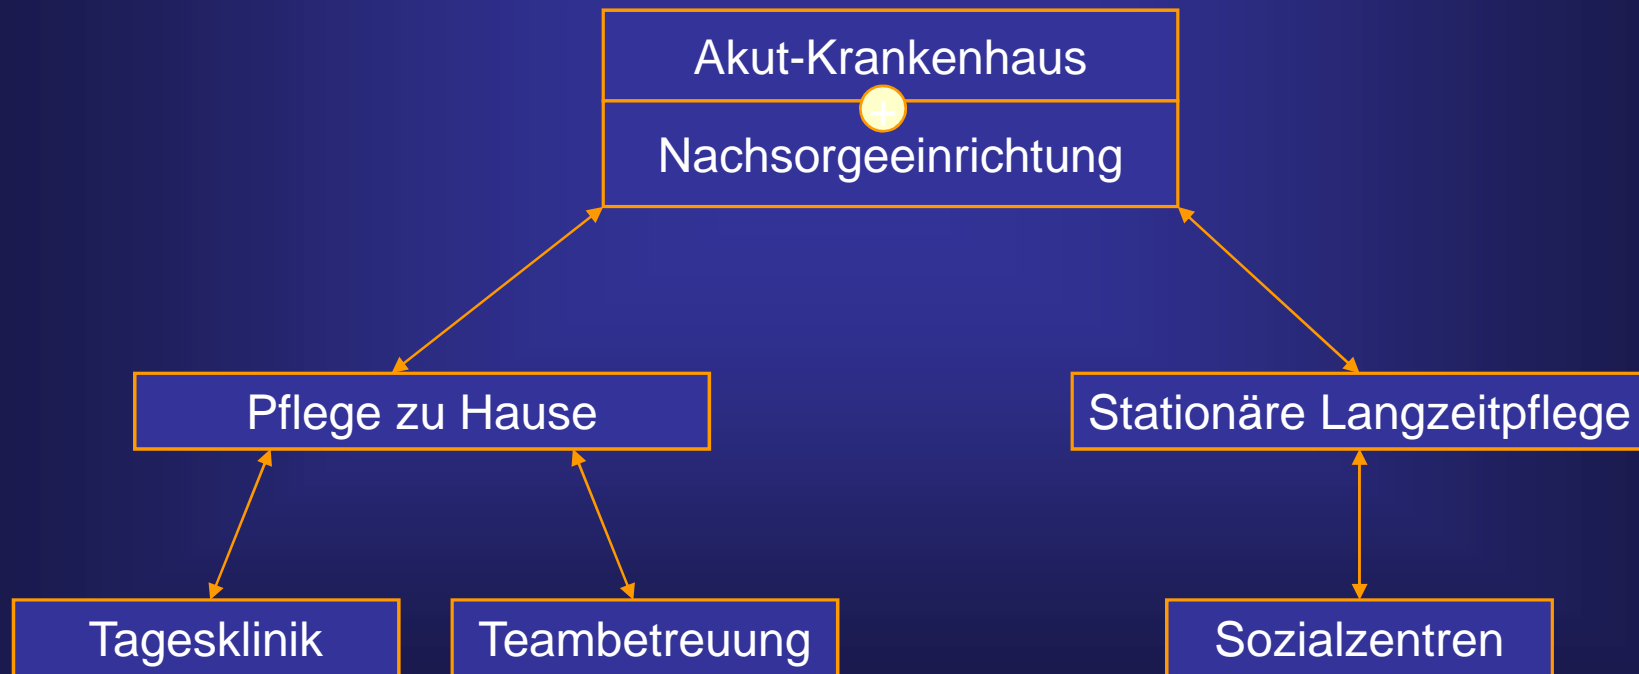 Akut-Krankenhaus
+
Nachsorgeeinrichtung
Pflege zu Hause
Stationäre Langzeitpflege
Tagesklinik
Teambetreuung
Sozialzentren